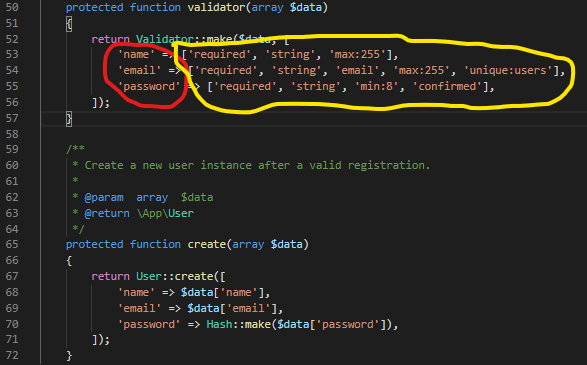 50 protected function validator(array $data)
51 {
52 return Validator::make($data, [
53 'name' => ['required', 'string', 'max:255'],
54 'email' => ['required', 'string', 'email', 'max:255', 'unique:users'],
55 'password' => ['required', 'string', 'min:8', 'confirmed'],
56 ]);
57 }
58
59 /**
60 * Create a new user instance after a valid registration.
61 *
62 * @param array $data
63 * @return \App\User
64 */
65 protected function create(array $data)
66 {
67 return User::create([
68 'name' => $data['name'],
69 'email' => $data['email'],
70 'password' => Hash::make($data['password']),
71 ]);
72 }